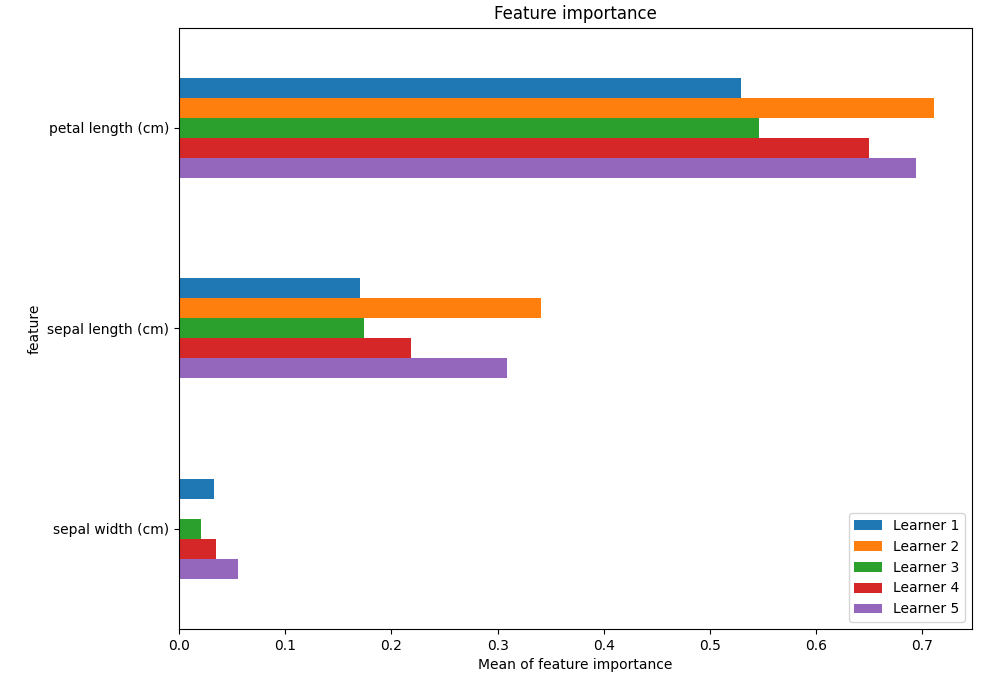 Feature importance
petal length (cm)
sepal length (cm)
sepal width (cm)
feature
Learner 1
Learner 2
Learner 3
Learner 4
Learner 5
0.0 0.1 0.2 0.3 0.4 0.5 0.6 0.7
Mean of feature importance